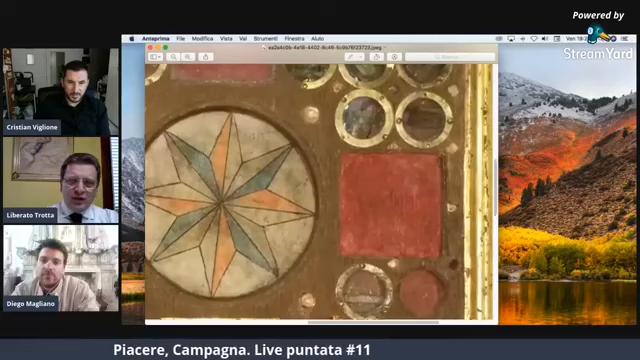 Powered by
StreamYard
Anteprima File Modifica Vista Vai Strumenti Finestra Aiuto
Cristian Viglione
Liberato Trotta
Diego Magliano
Piacere, Campagna. Live puntata #11